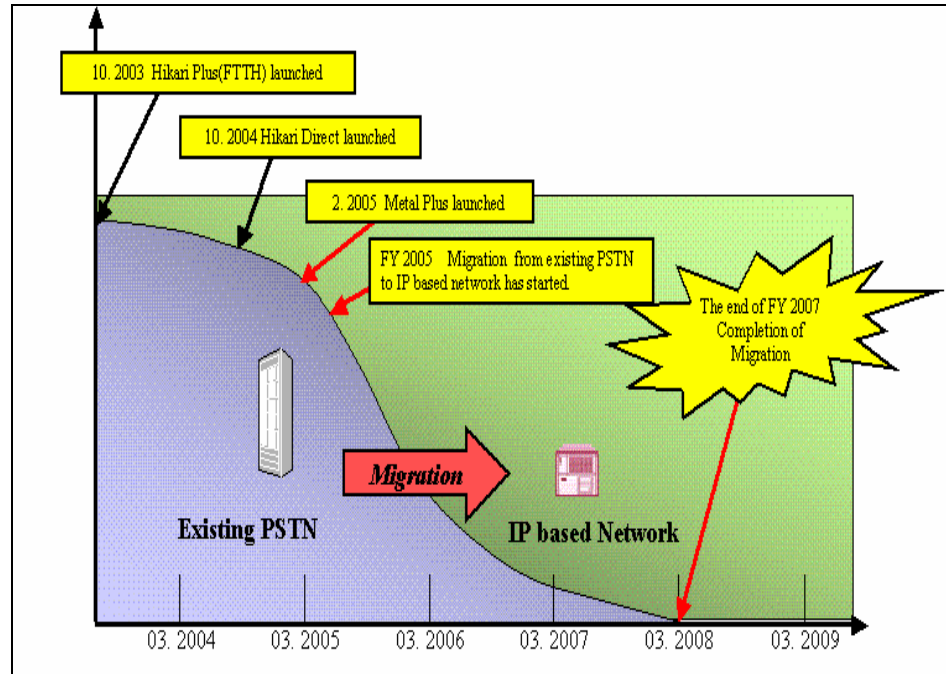 10. 2003 Hikari Plus(FTTH) launched
10. 2004 Hikari Direct launched
2. 2005 Metal Plus launched
FY 2005 Migration from existing PSTN
to IP based network has started.
The end of FY 2007
Completion of
Migration
Migration
Existing PSTN
IP based Network
03. 2004
03. 2005
03. 2006
03. 2007
03. 2008
03. 2009